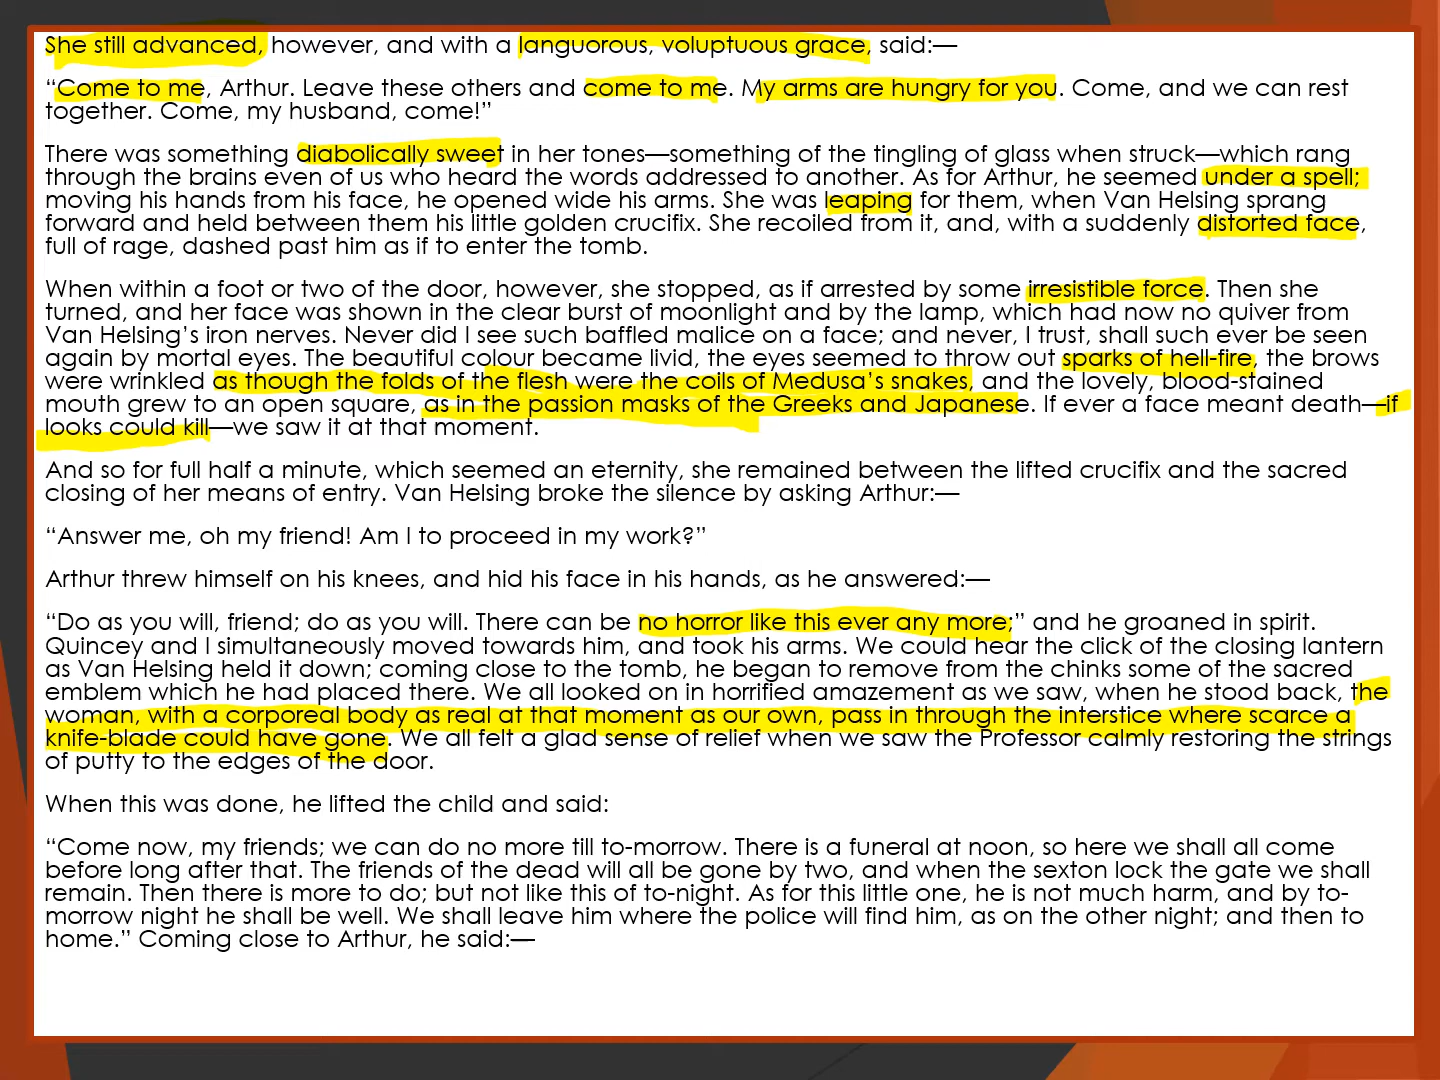 She still advanced, however, and with a languorous, voluptuous grace, said:—
“Come to me, Arthur. Leave these others and come to me. My arms are hungry for you. Come, and we can rest
together. Come, my husband, come!”
There was something diabolically sweet in her tones—something of the tingling of glass when struck—which rang
through the brains even of us who heard the words addressed to another. As for Arthur, he seemed under a spell;
moving his hands from his face, he opened wide his arms. She was leaping for them, when Van Helsing sprang
forward and held between them his little golden crucifix. She recoiled from it, and, with a suddenly distorted face,
full of rage, dashed past him as if to enter the tomb.
When within a foot or two of the door, however, she stopped, as if arrested by some irresistible force. Then she
turned, and her face was shown in the clear burst of moonlight and by the lamp, which had now no quiver from
Van Helsing’s iron nerves. Never did I see such baffled malice on a face; and never, I trust, shall such ever be seen
again by mortal eyes. The beautiful colour became livid, the eyes seemed to throw out sparks of hell-fire, the brows
were wrinkled as though the folds of the flesh were the coils of Medusa’s snakes, and the lovely, blood-stained
mouth grew to an open square, as in the passion masks of the Greeks and Japanese. If ever a face meant death—if
looks could kill—we saw it at that moment.
And so for full half a minute, which seemed an eternity, she remained between the lifted crucifix and the sacred
closing of her means of entry. Van Helsing broke the silence by asking Arthur:—
“Answer me, oh my friend! Am I to proceed in my work?”
Arthur threw himself on his knees, and hid his face in his hands, as he answered:—
“Do as you will, friend; do as you will. There can be no horror like this ever any more;” and he groaned in spirit.
Quincey and I simultaneously moved towards him, and took his arms. We could hear the click of the closing lantern
as Van Helsing held it down; coming close to the tomb, he began to remove from the chinks some of the sacred
emblem which he had placed there. We all looked on in horrified amazement as we saw, when he stood back, the
woman, with a corporeal body as real at that moment as our own, pass in through the interstice where scarce a
knife-blade could have gone. We all felt a glad sense of relief when we saw the Professor calmly restoring the strings
of putty to the edges of the door.
When this was done, he lifted the child and said:
“Come now, my friends; we can do no more till to-morrow. There is a funeral at noon, so here we shall all come
before long after that. The friends of the dead will all be gone by two, and when the sexton lock the gate we shall
remain. Then there is more to do; but not like this of to-night. As for this little one, he is not much harm, and by to-
morrow night he shall be well. We shall leave him where the police will find him, as on the other night; and then to
home.” Coming close to Arthur, he said:—